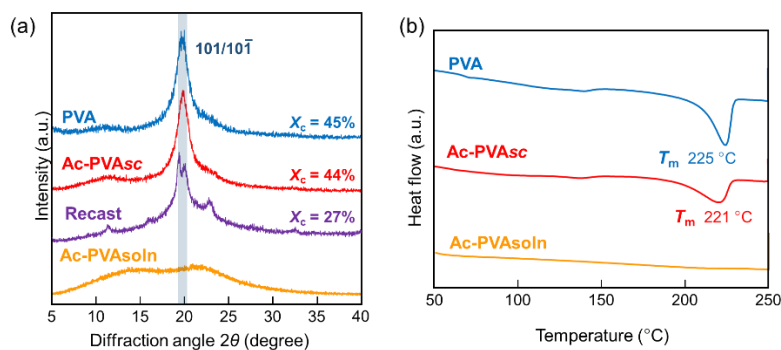 (a)
101/101̄
PVA
Xc = 45%
Ac-PVAsc
Xc = 44%
Recast
Xc = 27%
Ac-PVAsoln
Intensity (a.u.)
5 10 15 20 25 30 35 40
Diffraction angle 2θ (degree)
(b)
PVA
Tm 225 °C
Ac-PVAsc
Tm 221 °C
Ac-PVAsoln
Heat flow (a.u.)
50 100 150 200 250
Temperature (°C)